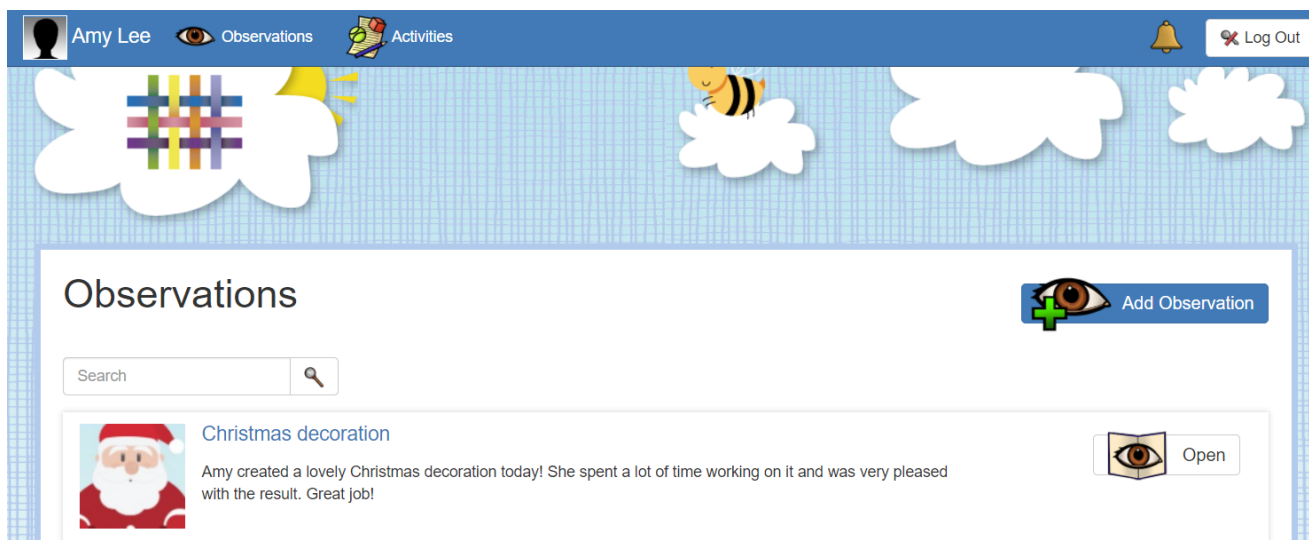 Amy Lee Observations Activities Log Out
Observations
Add Observation
Search
Christmas decoration
Amy created a lovely Christmas decoration today! She spent a lot of time working on it and was very pleased
with the result. Great job!
Open